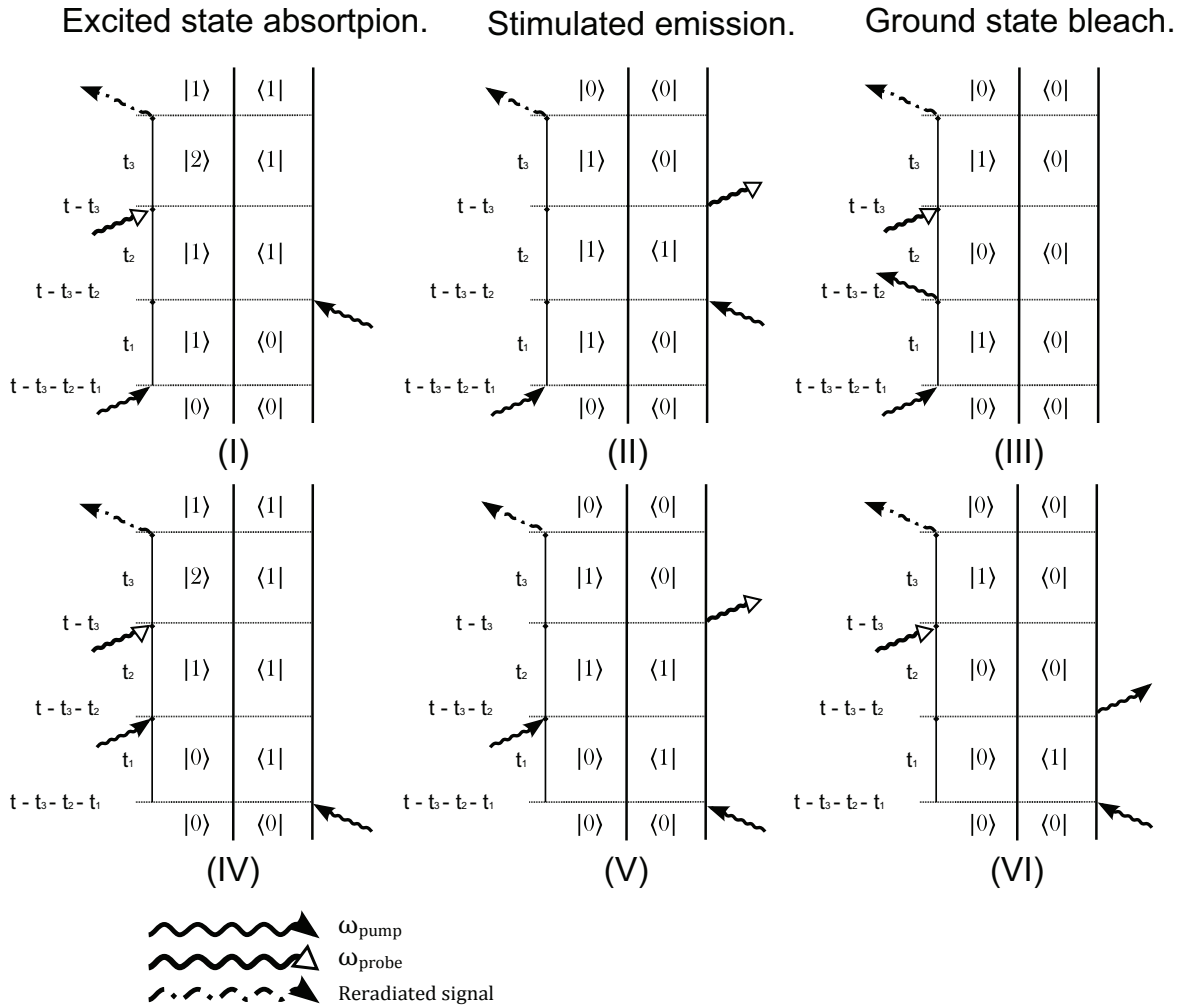 Excited state absortpion. Stimulated emission. Ground state bleach.
|1⟩ ⟨1| |0⟩ ⟨0| |0⟩ ⟨0|
t₃ |2⟩ ⟨1| t₃ |1⟩ ⟨0| t₃ |1⟩ ⟨0|
t - t₃ t - t₃ t - t₃
t₂ |1⟩ ⟨1| t₂ |1⟩ ⟨1| t₂ |0⟩ ⟨0|
t - t₃ - t₂ t - t₃ - t₂ t - t₃ - t₂
t₁ |1⟩ ⟨0| t₁ |1⟩ ⟨0| t₁ |1⟩ ⟨0|
t - t₃ - t₂ - t₁ t - t₃ - t₂ - t₁ t - t₃ - t₂ - t₁
|0⟩ ⟨0| |0⟩ ⟨0| |0⟩ ⟨0|
(I) (II) (III)
|1⟩ ⟨1| |0⟩ ⟨0| |0⟩ ⟨0|
t₃ |2⟩ ⟨1| t₃ |1⟩ ⟨0| t₃ |1⟩ ⟨0|
t - t₃ t - t₃ t - t₃
t₂ |1⟩ ⟨1| t₂ |1⟩ ⟨1| t₂ |0⟩ ⟨0|
t - t₃ - t₂ t - t₃ - t₂ t - t₃ - t₂
t₁ |0⟩ ⟨1| t₁ |0⟩ ⟨1| t₁ |0⟩ ⟨1|
t - t₃ - t₂ - t₁ t - t₃ - t₂ - t₁ t - t₃ - t₂ - t₁
|0⟩ ⟨0| |0⟩ ⟨0| |0⟩ ⟨0|
(IV) (V) (VI)
ωpump
ωprobe
Reradiated signal